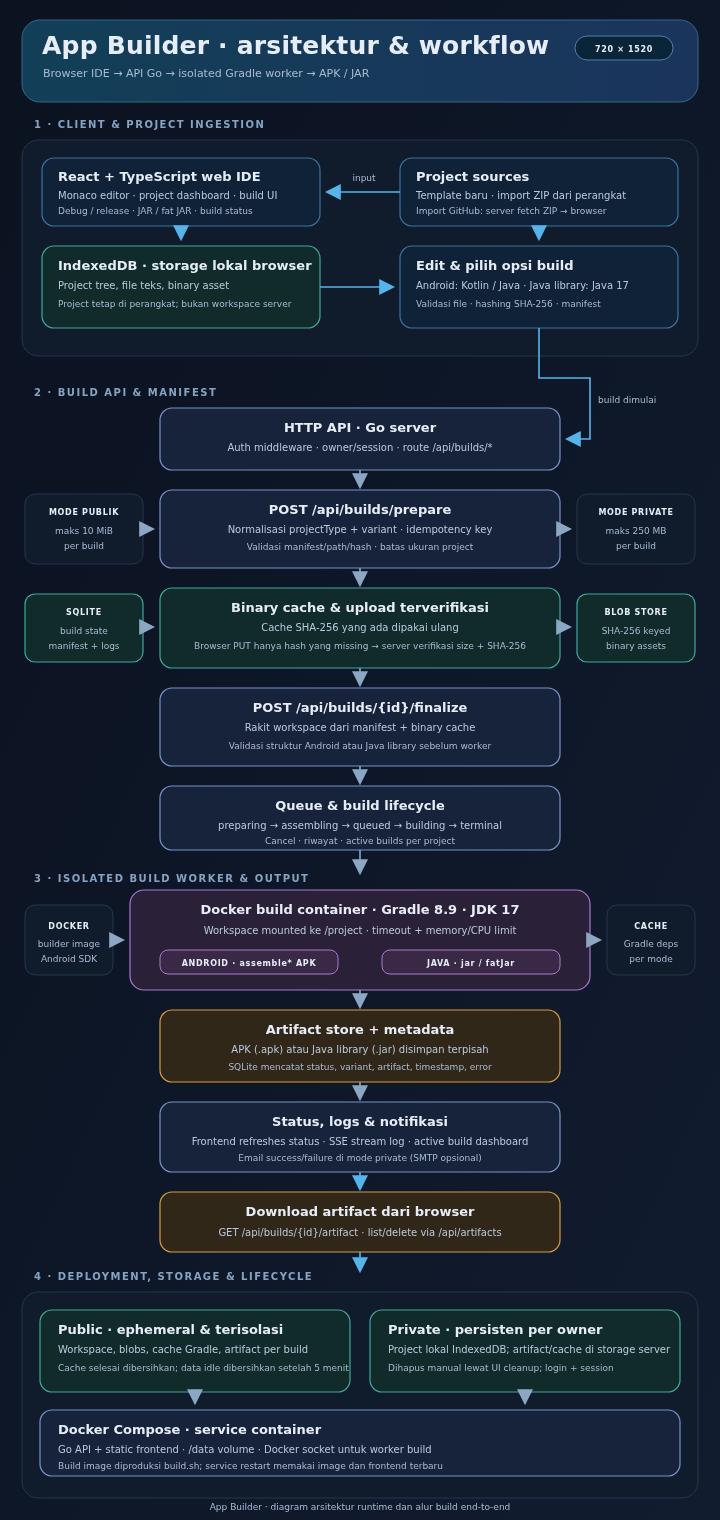 App Builder · arsitektur & workflow
720 × 1520
Browser IDE → API Go → isolated Gradle worker → APK / JAR
1 · CLIENT & PROJECT INGESTION
React + TypeScript web IDE
Monaco editor · project dashboard · build UI
Debug / release · JAR / fat JAR · build status
input
Project sources
Template baru · import ZIP dari perangkat
Import GitHub: server fetch ZIP → browser
IndexedDB · storage lokal browser
Project tree, file teks, binary asset
Project tetap di perangkat; bukan workspace server
Edit & pilih opsi build
Android: Kotlin / Java · Java library: Java 17
Validasi file · hashing SHA-256 · manifest
build dimulai
2 · BUILD API & MANIFEST
HTTP API · Go server
Auth middleware · owner/session · route /api/builds/*
MODE PUBLIK
maks 10 MiB
per build
POST /api/builds/prepare
Normalisasi projectType + variant · idempotency key
Validasi manifest/path/hash · batas ukuran project
MODE PRIVATE
maks 250 MB
per build
SQLITE
build state
manifest + logs
Binary cache & upload terverifikasi
Cache SHA-256 yang ada dipakai ulang
Browser PUT hanya hash yang missing → server verifikasi size + SHA-256
BLOB STORE
SHA-256 keyed
binary assets
POST /api/builds/{id}/finalize
Rakit workspace dari manifest + binary cache
Validasi struktur Android atau Java library sebelum worker
Queue & build lifecycle
preparing → assembling → queued → building → terminal
Cancel · riwayat · active builds per project
3 · ISOLATED BUILD WORKER & OUTPUT
DOCKER
builder image
Android SDK
Docker build container · Gradle 8.9 · JDK 17
Workspace mounted ke /project · timeout + memory/CPU limit
ANDROID · assemble* APK
JAVA · jar / fatJar
CACHE
Gradle deps
per mode
Artifact store + metadata
APK (.apk) atau Java library (.jar) disimpan terpisah
SQLite mencatat status, variant, artifact, timestamp, error
Status, logs & notifikasi
Frontend refreshes status · SSE stream log · active build dashboard
Email success/failure di mode private (SMTP opsional)
Download artifact dari browser
GET /api/builds/{id}/artifact · list/delete via /api/artifacts
4 · DEPLOYMENT, STORAGE & LIFECYCLE
Public · ephemeral & terisolasi
Workspace, blobs, cache Gradle, artifact per build
Cache selesai dibersihkan; data idle dibersihkan setelah 5 menit
Private · persisten per owner
Project lokal IndexedDB; artifact/cache di storage server
Dihapus manual lewat UI cleanup; login + session
Docker Compose · service container
Go API + static frontend · /data volume · Docker socket untuk worker build
Build image diproduksi build.sh; service restart memakai image dan frontend terbaru
App Builder · diagram arsitektur runtime dan alur build end-to-end